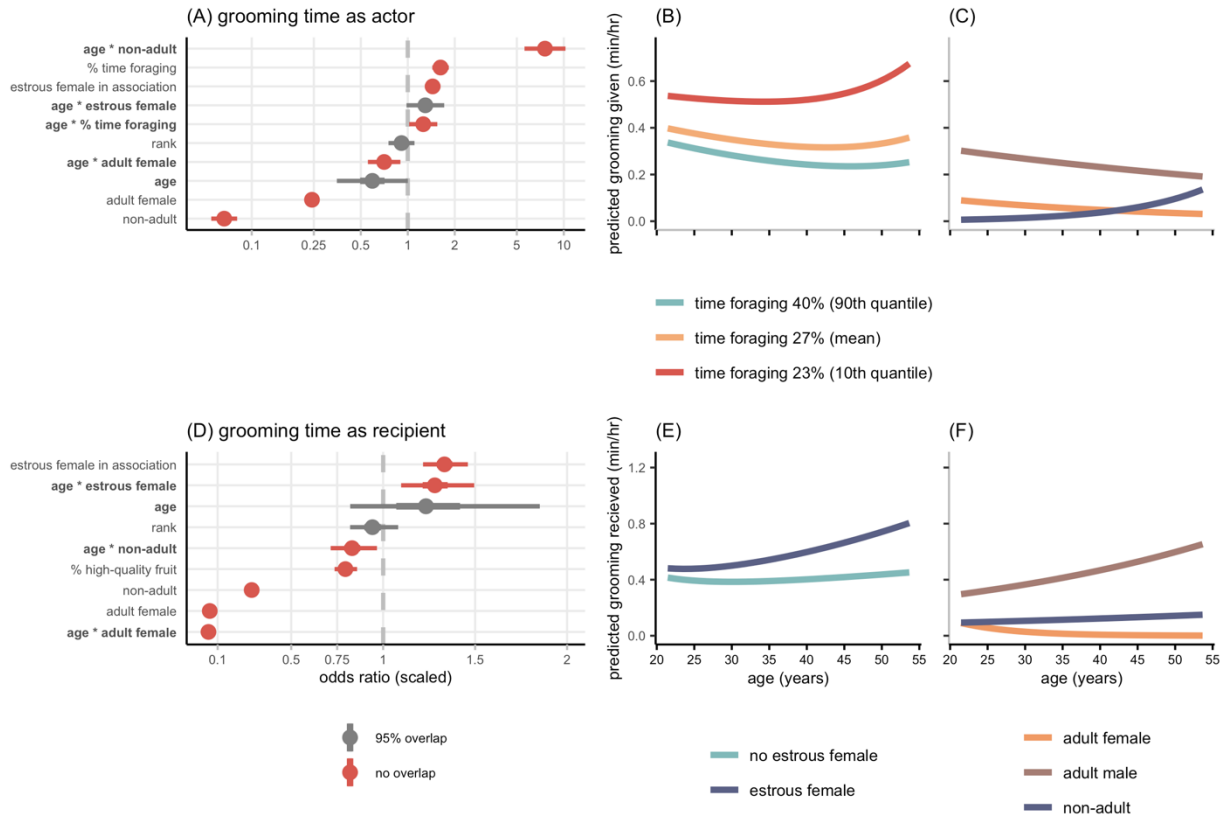 (A) grooming time as actor
age * non-adult
% time foraging
estrous female in association
age * estrous female
age * % time foraging
rank
age * adult female
age
adult female
non-adult
0.1 0.25 0.5 1 2 5 10
(B)
predicted grooming given (min/hr)
0.6
0.4
0.2
0.0
(C)
time foraging 40% (90th quantile)
time foraging 27% (mean)
time foraging 23% (10th quantile)
(D) grooming time as recipient
estrous female in association
age * estrous female
age
rank
age * non-adult
% high-quality fruit
non-adult
adult female
age * adult female
0.1 0.5 0.75 1 1.5 2
odds ratio (scaled)
95% overlap
no overlap
(E)
predicted grooming recieved (min/hr)
1.2
0.8
0.4
0.0
20 25 30 35 40 45 50 55
age (years)
no estrous female
estrous female
(F)
20 25 30 35 40 45 50 55
age (years)
adult female
adult male
non-adult